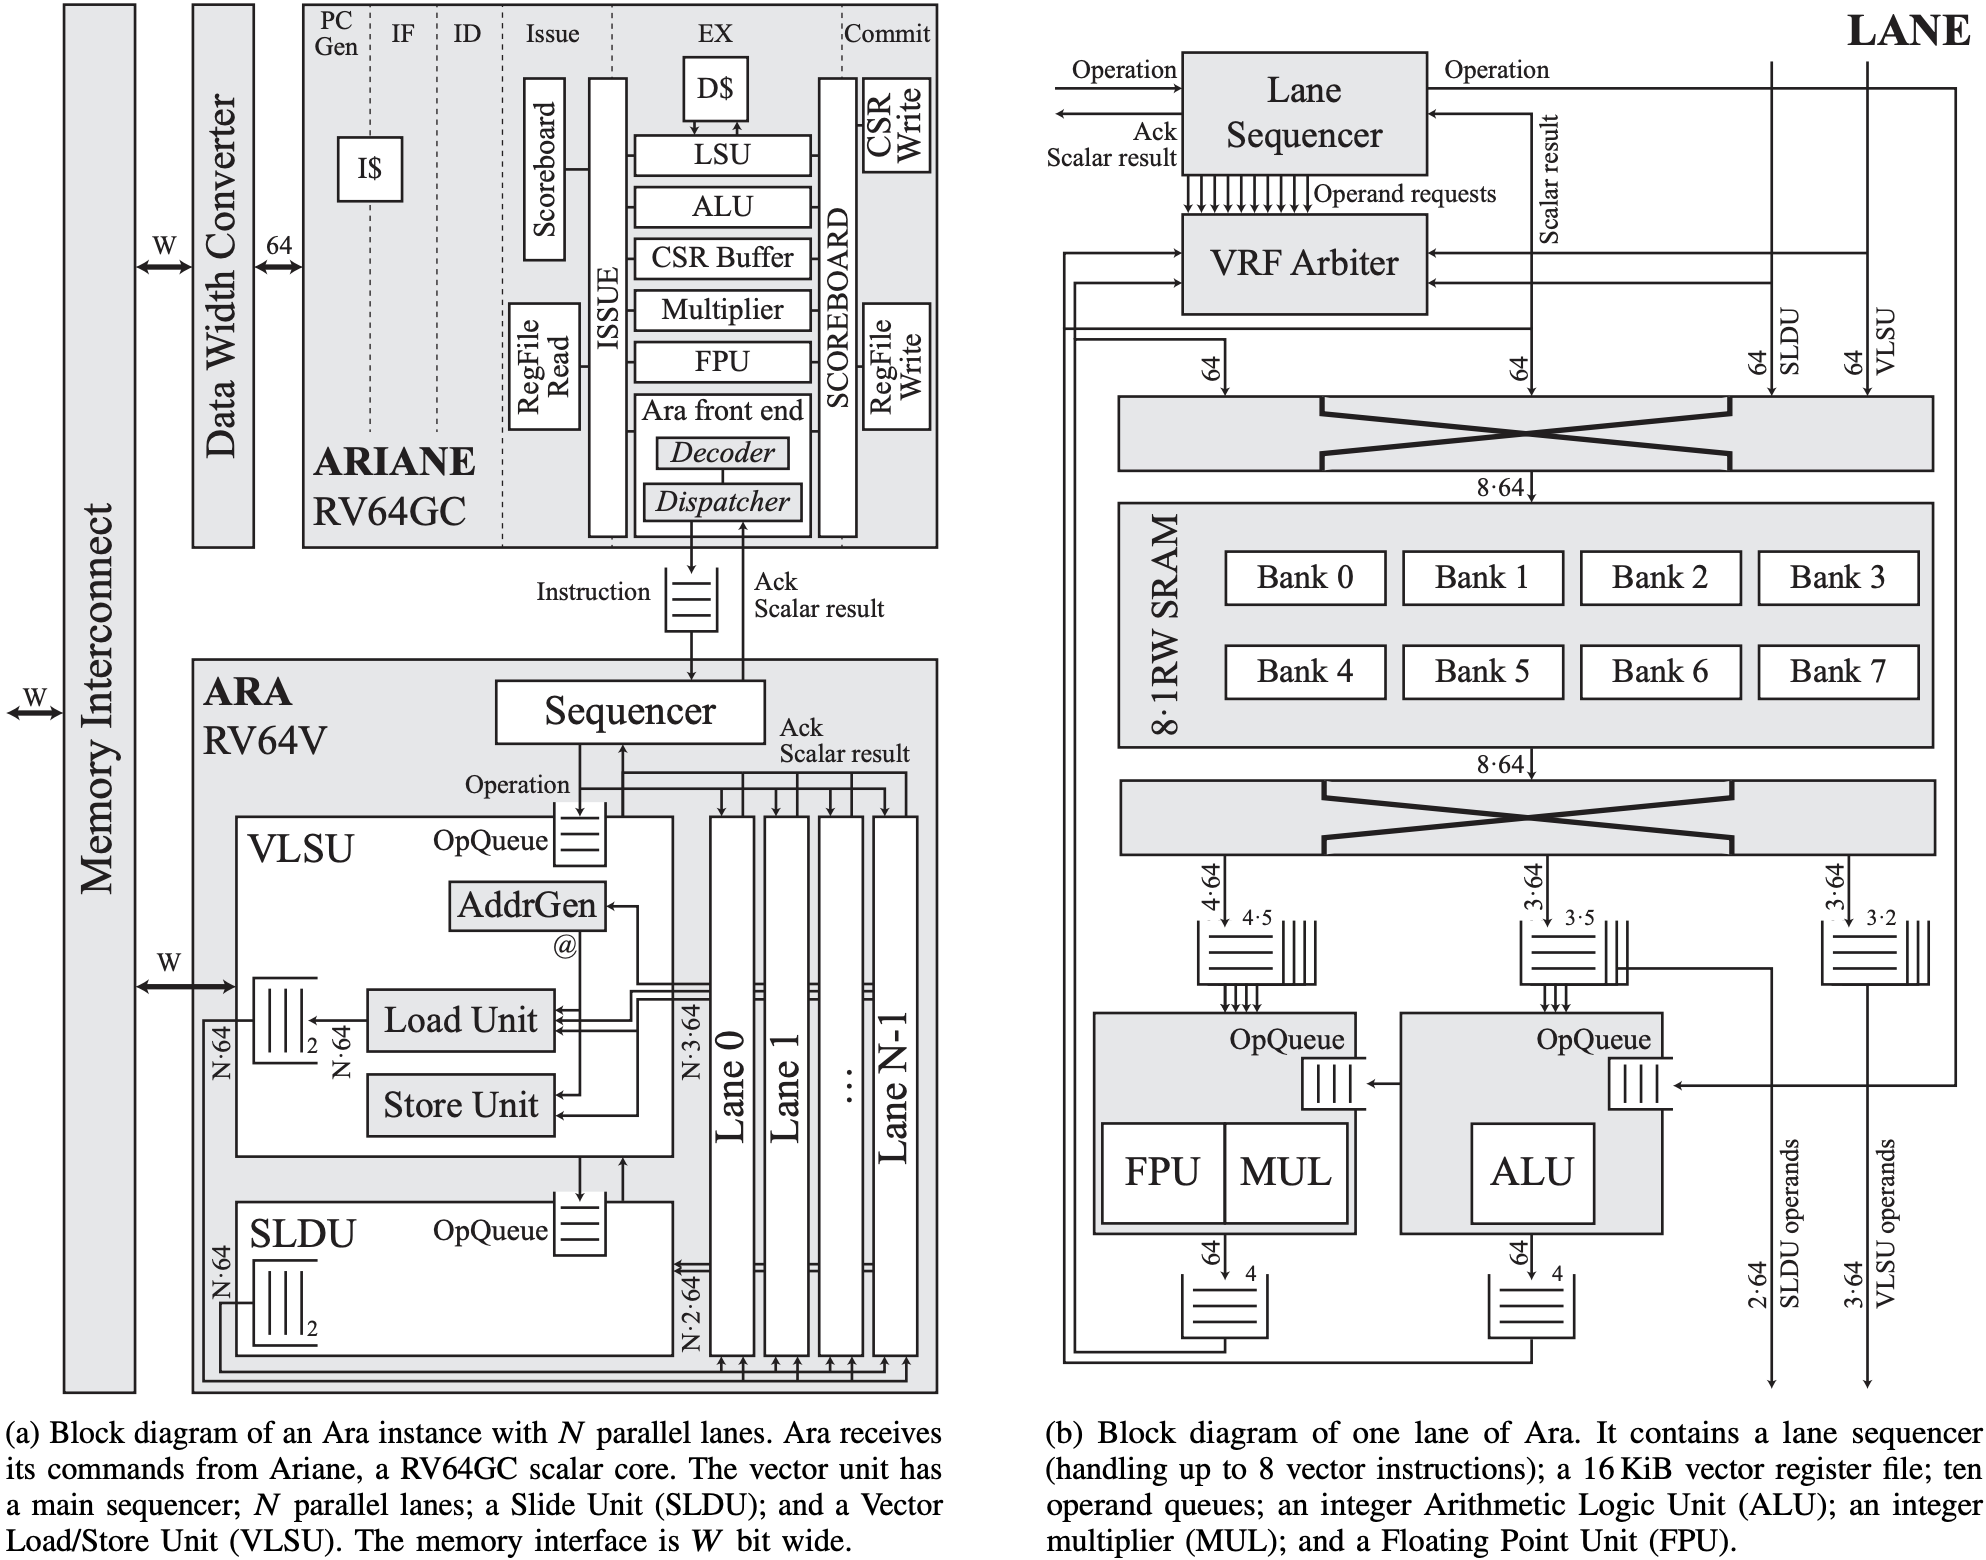 PC
Gen
IF
ID
Issue
EX
Commit
I$
D$
Scoreboard
RegFile
Read
ISSUE
LSU
ALU
CSR Buffer
Multiplier
FPU
Ara front end
Decoder
Dispatcher
SCOREBOARD
CSR
Write
RegFile
Write
ARIANE
RV64GC
Memory Interconnect
Data Width Converter
W
64
W
W
Instruction
Ack
Scalar result
ARA
RV64V
Sequencer
Ack
Scalar result
Operation
VLSU
OpQueue
AddrGen
@
Load Unit
Store Unit
2
N·64
N·64
N·3·64
SLDU
OpQueue
2
N·64
N·2·64
Lane 0
Lane 1
...
Lane N-1
(a) Block diagram of an Ara instance with N parallel lanes. Ara receives
its commands from Ariane, a RV64GC scalar core. The vector unit has
a main sequencer; N parallel lanes; a Slide Unit (SLDU); and a Vector
Load/Store Unit (VLSU). The memory interface is W bit wide.
LANE
Operation
Lane
Sequencer
Operation
Ack
Scalar result
Operand requests
Scalar result
VRF Arbiter
64
64
64
SLDU
64
VLSU
8·64
8·1RW SRAM
Bank 0
Bank 1
Bank 2
Bank 3
Bank 4
Bank 5
Bank 6
Bank 7
8·64
4·64
4·5
3·64
3·5
3·64
3·2
OpQueue
OpQueue
FPU
MUL
ALU
64
4
64
4
2·64
SLDU operands
3·64
VLSU operands
(b) Block diagram of one lane of Ara. It contains a lane sequencer
(handling up to 8 vector instructions); a 16 KiB vector register file; ten
operand queues; an integer Arithmetic Logic Unit (ALU); an integer
multiplier (MUL); and a Floating Point Unit (FPU).